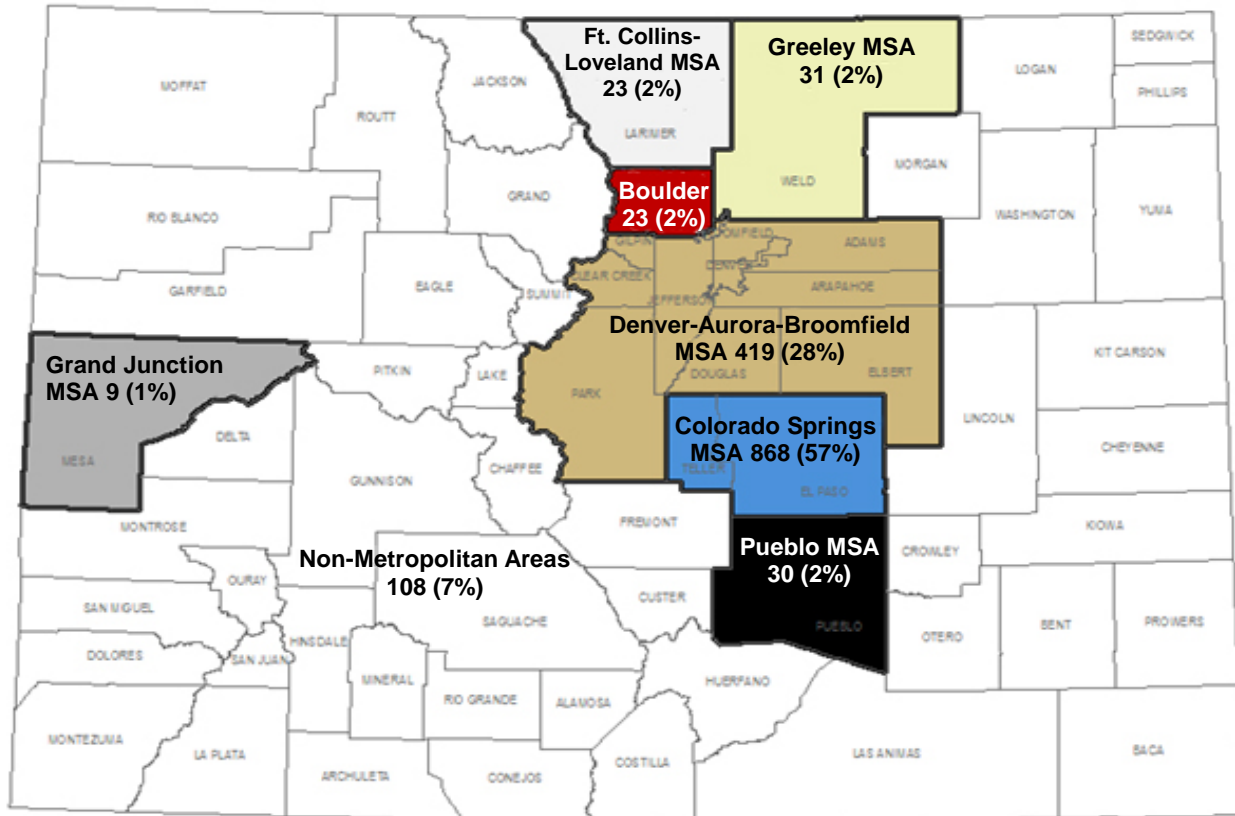 Ft. Collins-
Loveland MSA
23 (2%)
Greeley MSA
31 (2%)
SEDGWICK
LOGAN
PHILLIPS
MOFFAT
JACKSON
ROUTT
LARIMER
MORGAN
WELD
Boulder
23 (2%)
GRAND
RIO BLANCO
WASHINGTON
YUMA
GILPIN
ADAMS
CLEAR CREEK
DENVER
EAGLE
SUMMIT
GARFIELD
JEFFERSON
ARAPAHOE
Denver-Aurora-Broomfield
MSA 419 (28%)
KIT CARSON
Grand Junction
MSA 9 (1%)
PITKIN
LAKE
DOUGLAS
ELBERT
PARK
LINCOLN
Colorado Springs
MSA 868 (57%)
DELTA
CHEYENNE
MESA
CHAFFEE
TELLER
GUNNISON
EL PASO
MONTROSE
FREMONT
KIOWA
Pueblo MSA
30 (2%)
CROWLEY
Non-Metropolitan Areas
108 (7%)
OURAY
CUSTER
SAN MIGUEL
SAGUACHE
PUEBLO
OTERO
BENT
PROWERS
HINSDALE
DOLORES
SAN JUAN
MINERAL
HUERFANO
RIO GRANDE
ALAMOSA
MONTEZUMA
LA PLATA
LAS ANIMAS
BACA
COSTILLA
ARCHULETA
CONEJOS